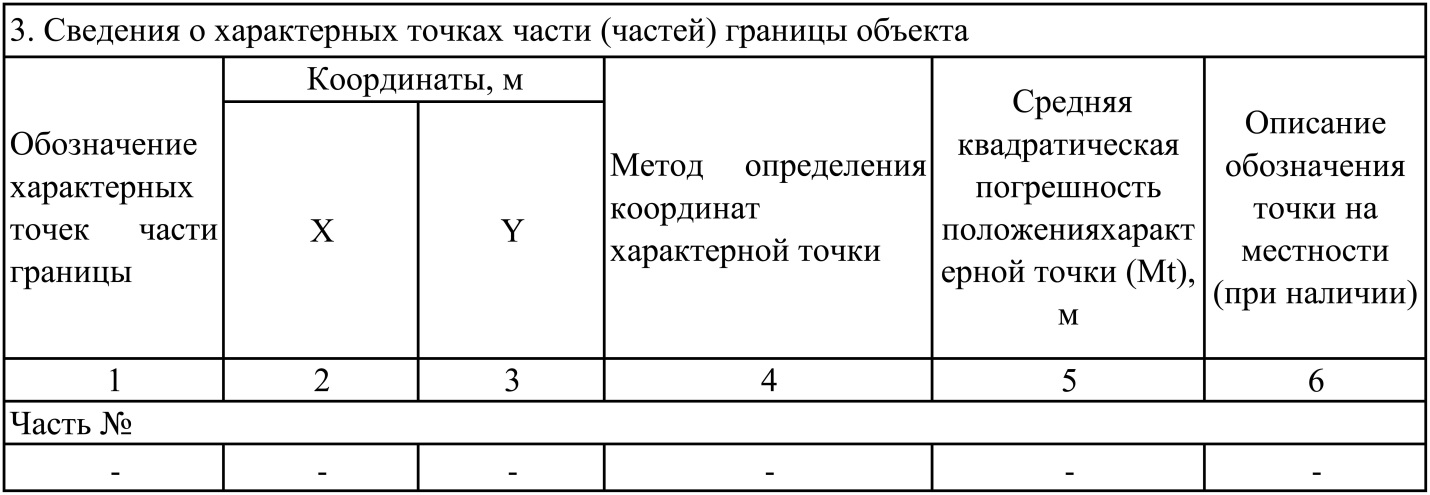 3. Сведения о характерных точках части (частей) границы объекта
Обозначение
характерных
точек части
границы
Координаты, м
X
Y
Метод определения
координат
характерной точки
Средняя
квадратическая
погрешность
положенияхаракт
ерной точки (Mt),
м
Описание
обозначения
точки на
местности
(при наличии)
1 2 3 4 5 6
Часть №
- - - - - -